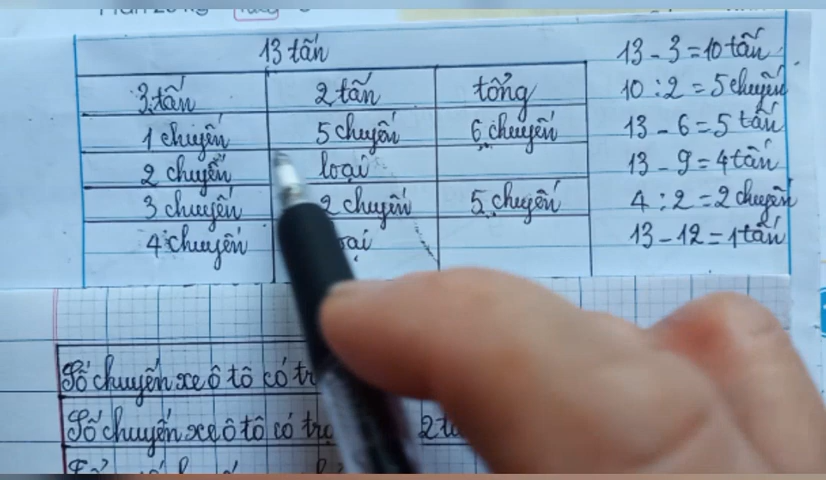 13 tấn
3 tấn 2 tấn tổng
1 chuyến 5 chuyến 6 chuyến
2 chuyến loại
3 chuyến 2 chuyến 5 chuyến
4 chuyến
13 - 3 = 10 tấn
10 : 2 = 5 chuyến
13 - 6 = 5 tấn
13 - 9 = 4 tấn
4 : 2 = 2 chuyến
13 - 12 = 1 tấn
Số chuyến xe ô tô có
Số chuyến xe ô tô có